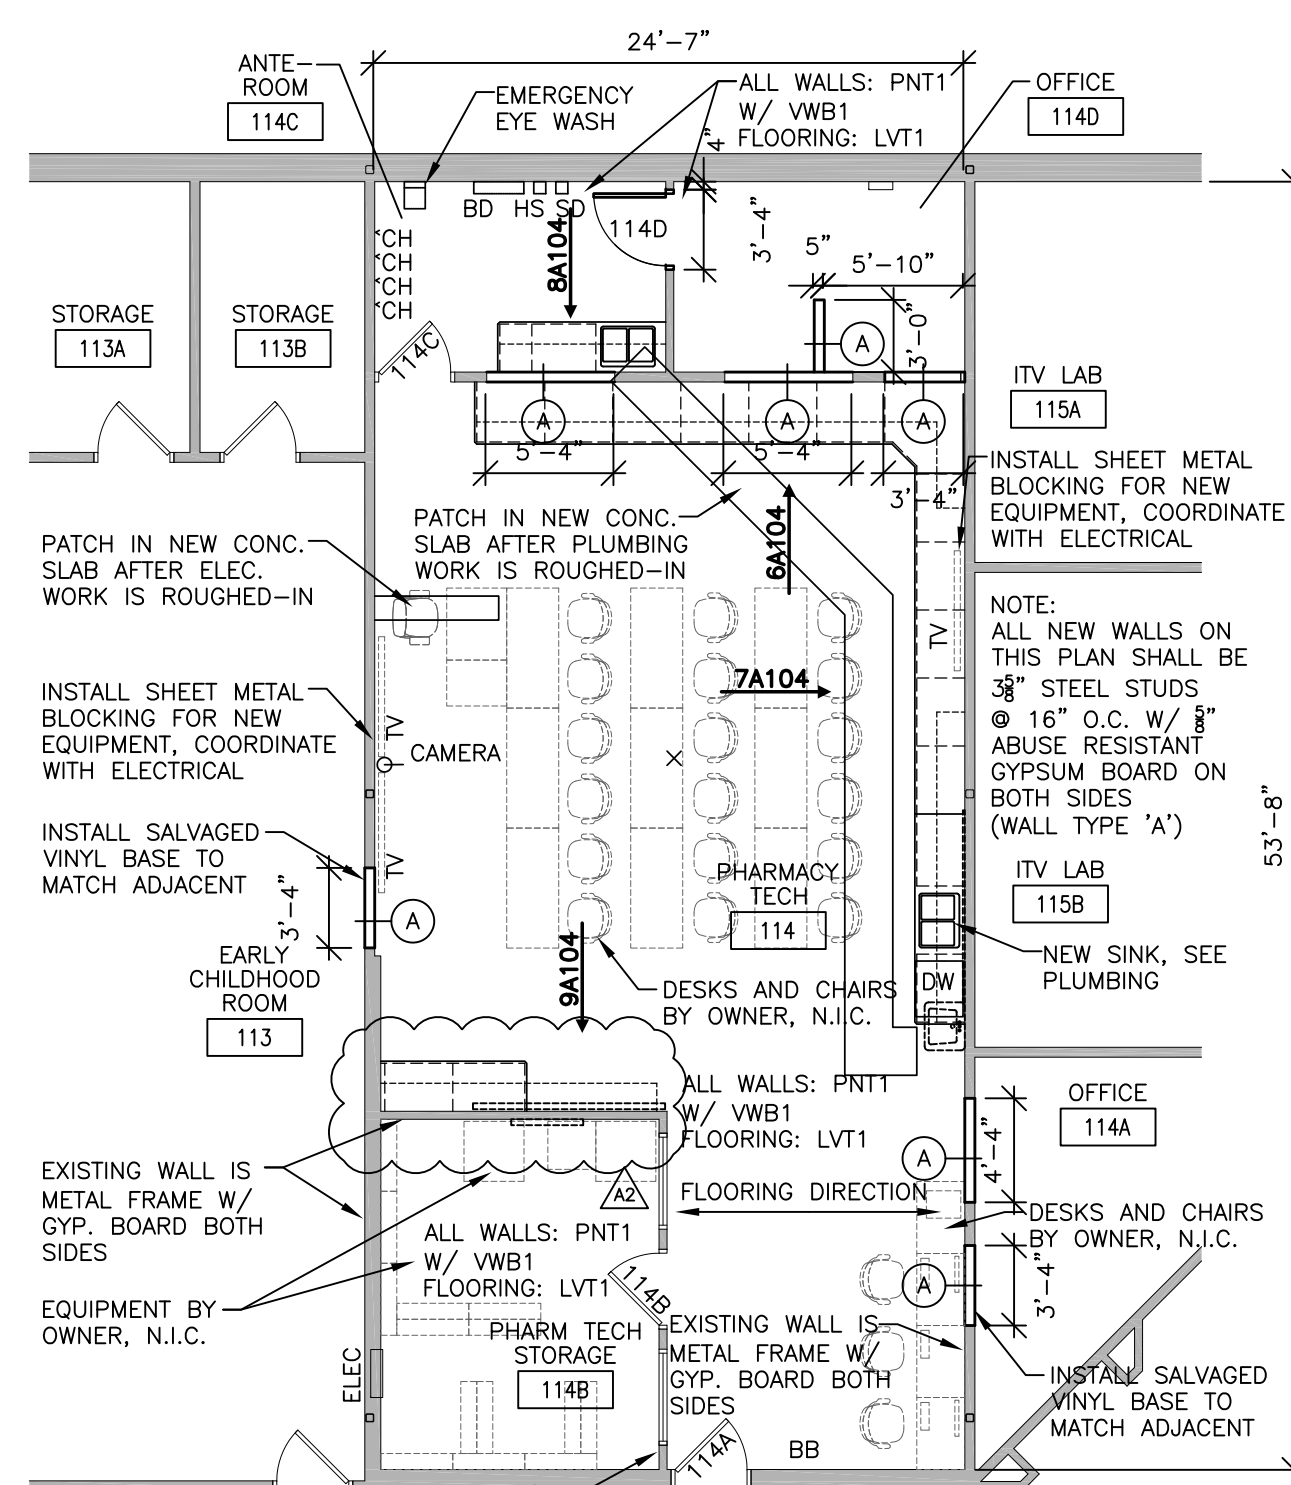 24'-7"
ANTE-
ROOM
114C
EMERGENCY
EYE WASH
ALL WALLS: PNT1
W/ VWB1
FLOORING: LVT1
OFFICE
114D
4"
BD
HS
SD
114D
3'-4"
5"
5'-10"
8A104
CH
CH
CH
CH
STORAGE
113A
STORAGE
113B
114C
A
3'-0"
ITV LAB
115A
A
A
A
5'-4"
5'-4"
3'-4"
INSTALL SHEET METAL
BLOCKING FOR NEW
EQUIPMENT, COORDINATE
WITH ELECTRICAL
PATCH IN NEW CONC.
SLAB AFTER PLUMBING
WORK IS ROUGHED-IN
6A104
PATCH IN NEW CONC.
SLAB AFTER ELEC.
WORK IS ROUGHED-IN
NOTE:
ALL NEW WALLS ON
THIS PLAN SHALL BE
3 5/8" STEEL STUDS
@ 16" O.C. W/ 5/8"
ABUSE RESISTANT
GYPSUM BOARD ON
BOTH SIDES
(WALL TYPE 'A')
TV
7A104
INSTALL SHEET METAL
BLOCKING FOR NEW
EQUIPMENT, COORDINATE
WITH ELECTRICAL
TV
CAMERA
53'-8"
INSTALL SALVAGED
VINYL BASE TO
MATCH ADJACENT
TV
3'-4"
A
PHARMACY
TECH
114
ITV LAB
115B
EARLY
CHILDHOOD
ROOM
113
9A104
NEW SINK, SEE
PLUMBING
DW
DESKS AND CHAIRS
BY OWNER, N.I.C.
ALL WALLS: PNT1
W/ VWB1
FLOORING: LVT1
OFFICE
114A
A
4'-4"
EXISTING WALL IS
METAL FRAME W/
GYP. BOARD BOTH
SIDES
A2
FLOORING DIRECTION
DESKS AND CHAIRS
BY OWNER, N.I.C.
ALL WALLS: PNT1
W/ VWB1
FLOORING: LVT1
114B
A
3'-4"
EQUIPMENT BY
OWNER, N.I.C.
PHARM TECH
STORAGE
114B
EXISTING WALL IS
METAL FRAME W/
GYP. BOARD BOTH
SIDES
ELEC
INSTALL SALVAGED
VINYL BASE TO
MATCH ADJACENT
114A
BB